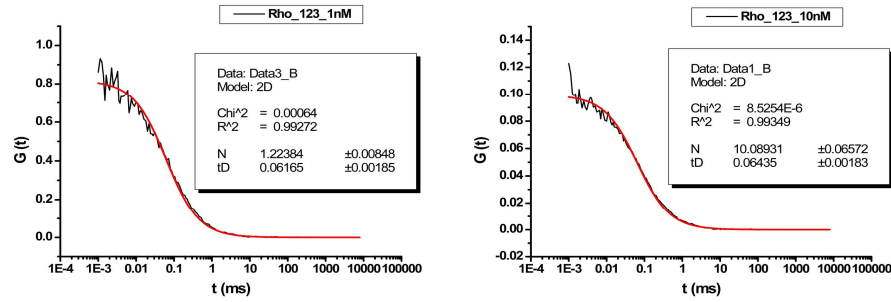 Rho_123_1nM
1.0
0.8
0.6
0.4
0.2
0.0
G (t)
Data: Data3_B
Model: 2D
Chi^2 = 0.00064
R^2 = 0.99272
N 1.22384 ±0.00848
tD 0.06165 ±0.00185
1E-4 1E-3 0.01 0.1 1 10 100 1000 10000 100000
t (ms)
Rho_123_10nM
0.14
0.12
0.10
0.08
0.06
0.04
0.02
0.00
-0.02
G (t)
Data: Data1_B
Model: 2D
Chi^2 = 8.5254E-6
R^2 = 0.99349
N 10.08931 ±0.06572
tD 0.06435 ±0.00183
1E-4 1E-3 0.01 0.1 1 10 100 1000 10000 100000
t (ms)